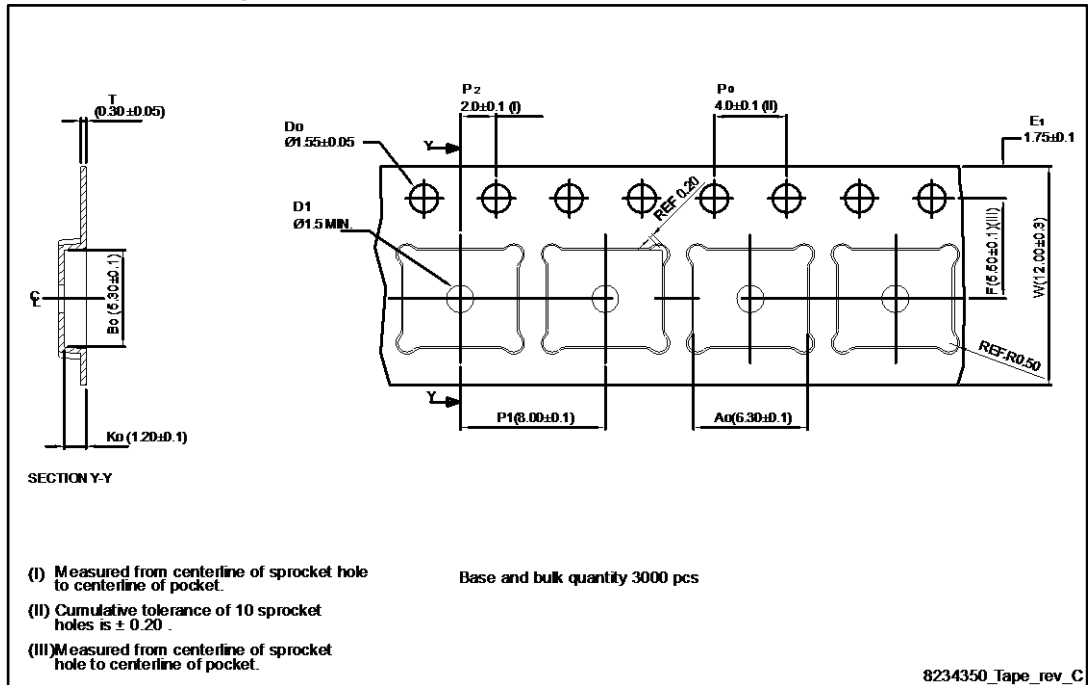 T
(0.30±0.05)
P2
2.0±0.1 (I)
Po
4.0±0.1 (II)
E1
1.75±0.1
Do
Ø1.55±0.05
Y
D1
Ø1.5 MIN.
REF 0.20
F(5.50±0.1)(III)
W(12.00±0.3)
Bo (5.30±0.1)
CL
REF.R0.50
Y
P1(8.00±0.1)
Ao(6.30±0.1)
Ko (1.20±0.1)
SECTION Y-Y
(I) Measured from centerline of sprocket hole
to centerline of pocket.
Base and bulk quantity 3000 pcs
(II) Cumulative tolerance of 10 sprocket
holes is ± 0.20 .
(III)Measured from centerline of sprocket
hole to centerline of pocket.
8234350_Tape_rev_C